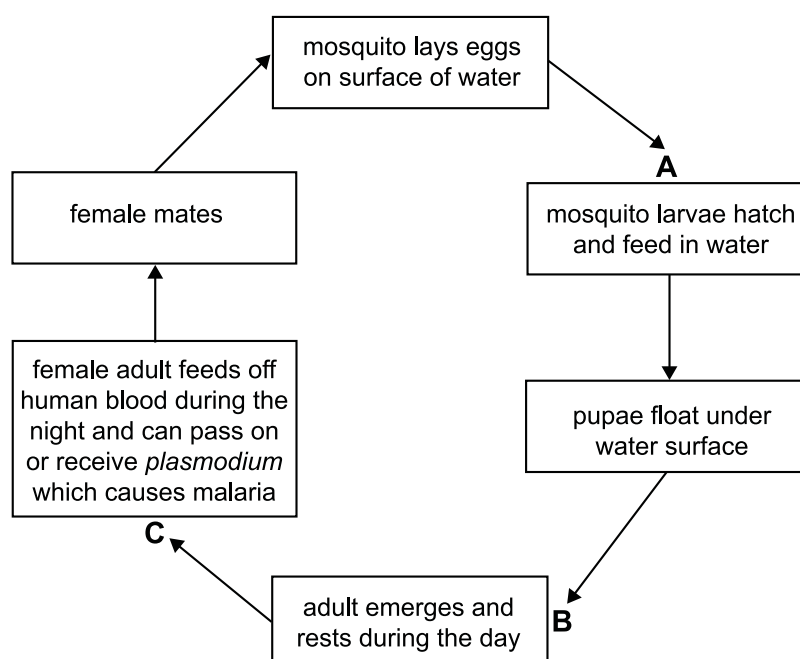 mosquito lays eggs
on surface of water
A
mosquito larvae hatch
and feed in water
pupae float under
water surface
B
adult emerges and
rests during the day
C
female adult feeds off
human blood during the
night and can pass on
or receive plasmodium
which causes malaria
female mates